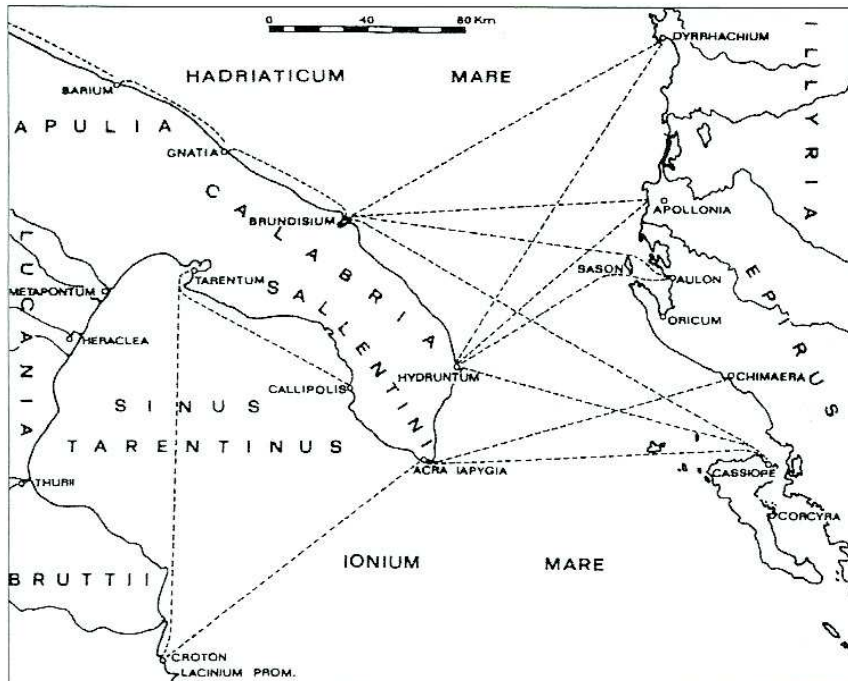 0 40 80 Km
DYRRHACHIUM
HADRIATICUM MARE
BARIUM
APULIA
GNATIA
ILLYRIA
CALABRIA
BRUNDISIUM
APOLLONIA
SASON
AULON
TARENTUM
METAPONTUM
SALLENTINI
EPIRUS
ORICUM
LUCANIA
HERACLEA
HYDRUNTUM
CHIMAERA
CALLIPOLIS
SINUS
TARENTINUS
ACRA IAPYGIA
CASSIOPE
THURII
CORCYRA
IONIUM MARE
BRUTTII
CROTON
LACINIUM PROM.